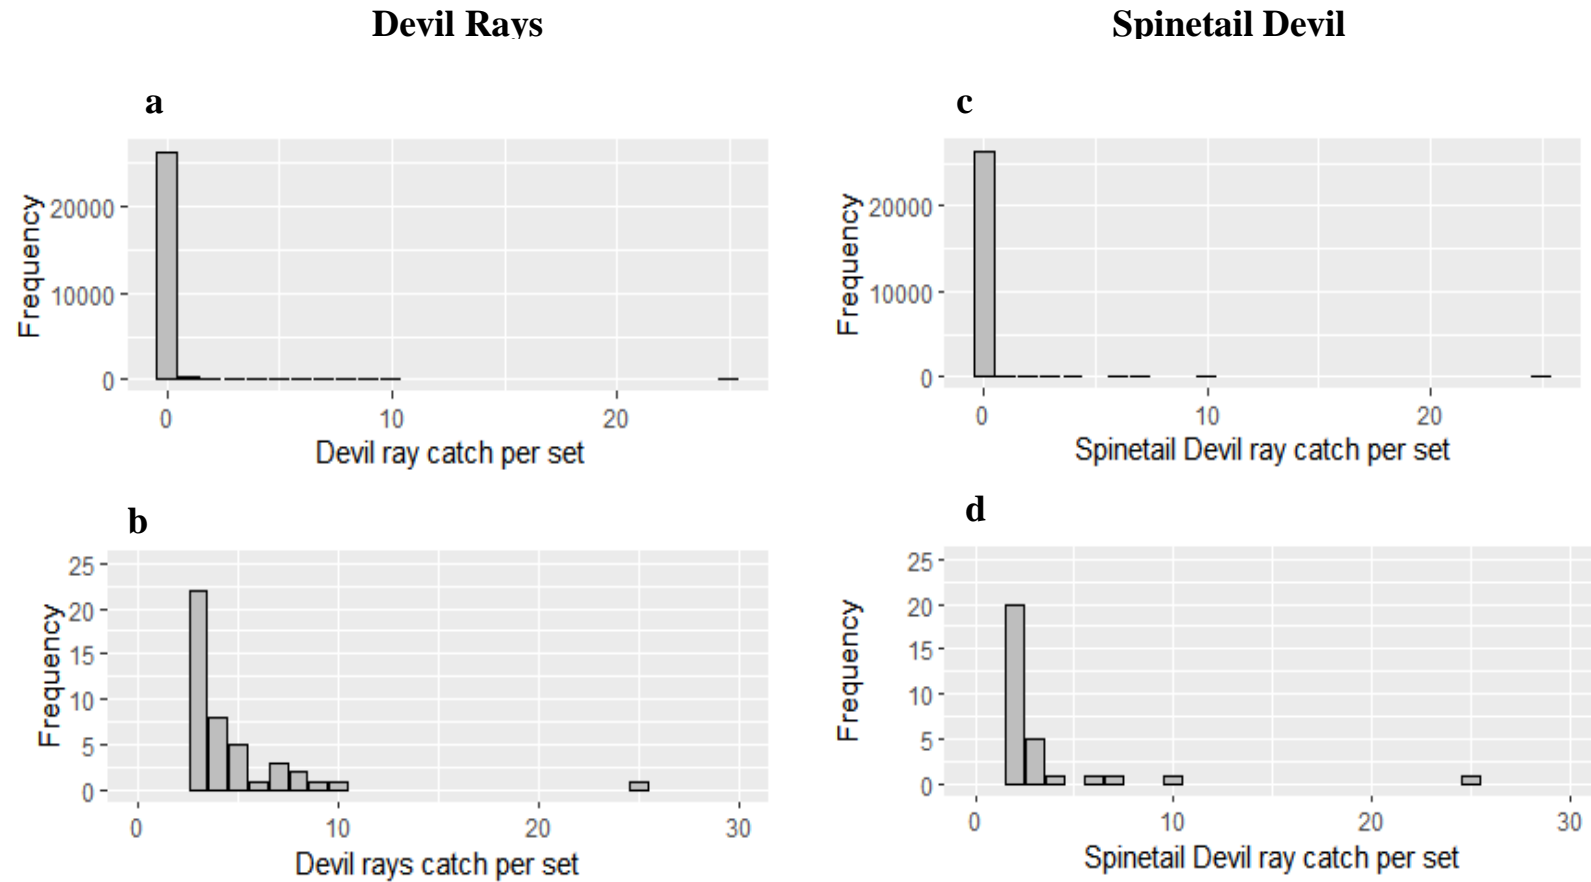 Devil Rays
Spinetail Devil
a
Frequency
20000
10000
0
0 10 20
Devil ray catch per set
c
Frequency
20000
10000
0
0 10 20
Spinetail Devil ray catch per set
b
Frequency
25
20
15
10
5
0
0 10 20 30
Devil rays catch per set
d
Frequency
25
20
15
10
5
0
0 10 20 30
Spinetail Devil ray catch per set